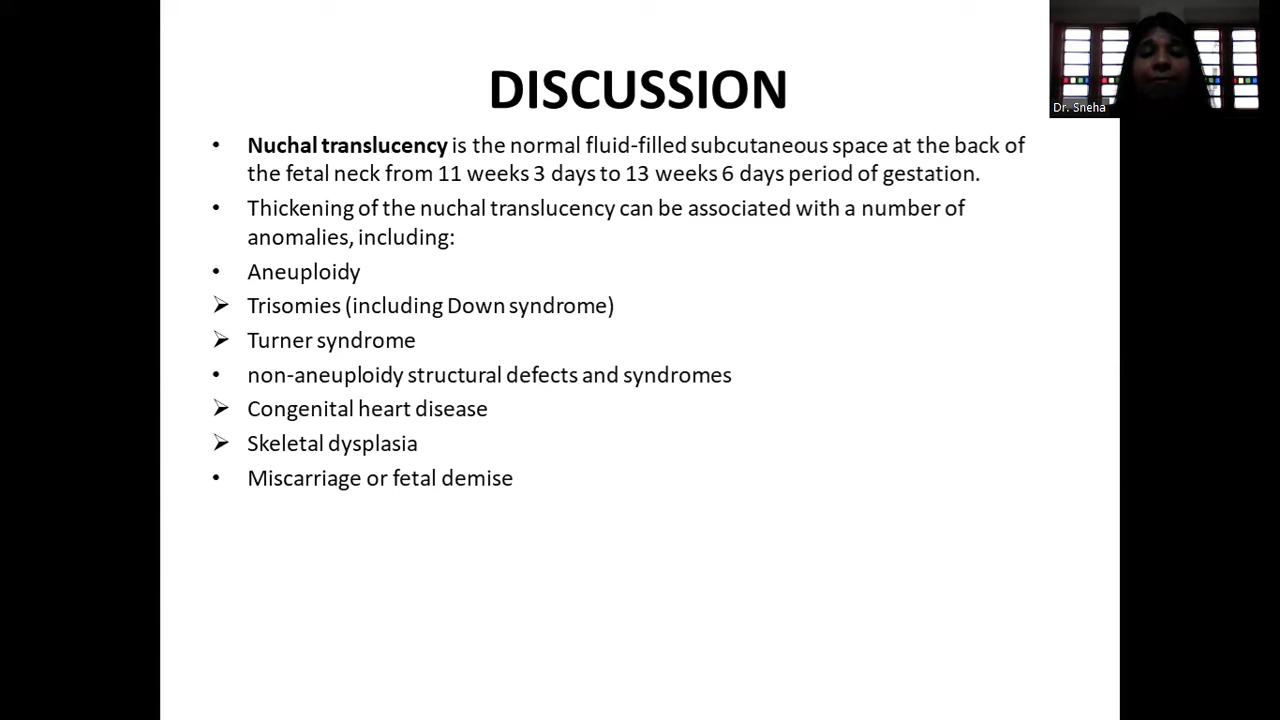 DISCUSSION
Dr. Sneha
• Nuchal translucency is the normal fluid-filled subcutaneous space at the back of
the fetal neck from 11 weeks 3 days to 13 weeks 6 days period of gestation.
• Thickening of the nuchal translucency can be associated with a number of
anomalies, including:
• Aneuploidy
➢ Trisomies (including Down syndrome)
➢ Turner syndrome
• non-aneuploidy structural defects and syndromes
➢ Congenital heart disease
➢ Skeletal dysplasia
• Miscarriage or fetal demise